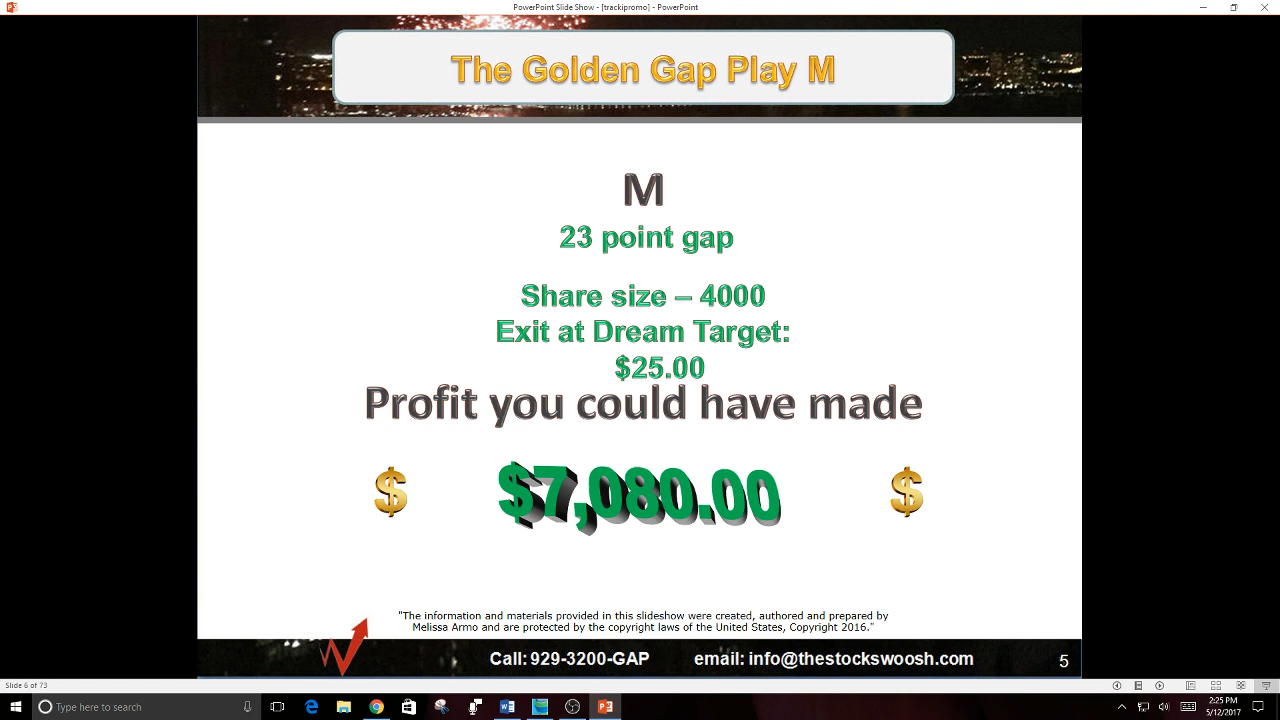 PowerPoint Slide Show - [trackipromo] - PowerPoint
The Golden Gap Play M
M
23 point gap
Share size – 4000
Exit at Dream Target:
$25.00
Profit you could have made
$ $7,080.00 $
"The information and materials provided in this slideshow were created, authored and prepared by
Melissa Armo and are protected by the copyright laws of the United States, Copyright 2016."
Call: 929-3200-GAP email: info@thestockswoosh.com 5
Slide 6 of 73
Type here to search
2:25 PM
5/12/2017